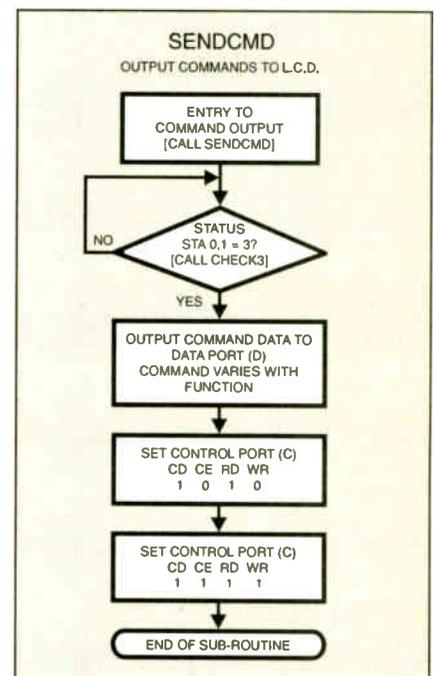 SENDCMD
OUTPUT COMMANDS TO L.C.D.
ENTRY TO
COMMAND OUTPUT
[CALL SENDCMD]
STATUS
STA 0,1 = 3?
[CALL CHECK3]
NO
YES
OUTPUT COMMAND DATA TO
DATA PORT (D)
COMMAND VARIES WITH
FUNCTION
SET CONTROL PORT (C)
CD CE RD WR
1 0 1 0
SET CONTROL PORT (C)
CD CE RD WR
1 1 1 1
END OF SUB-ROUTINE